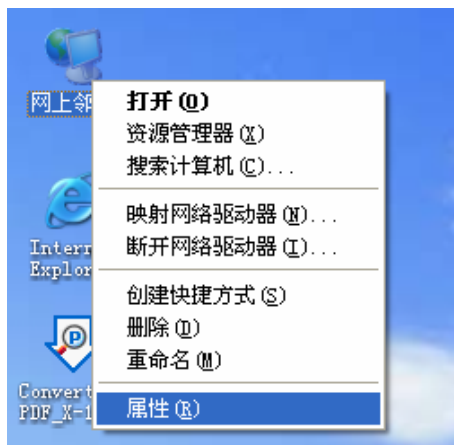 网上邻
打开(O)
资源管理器(X)
搜索计算机(C)...
映射网络驱动器(N)...
断开网络驱动器(I)...
Intern
Explor
创建快捷方式(S)
删除(D)
重命名(M)
P
Convert
PDF_X-1
属性(R)